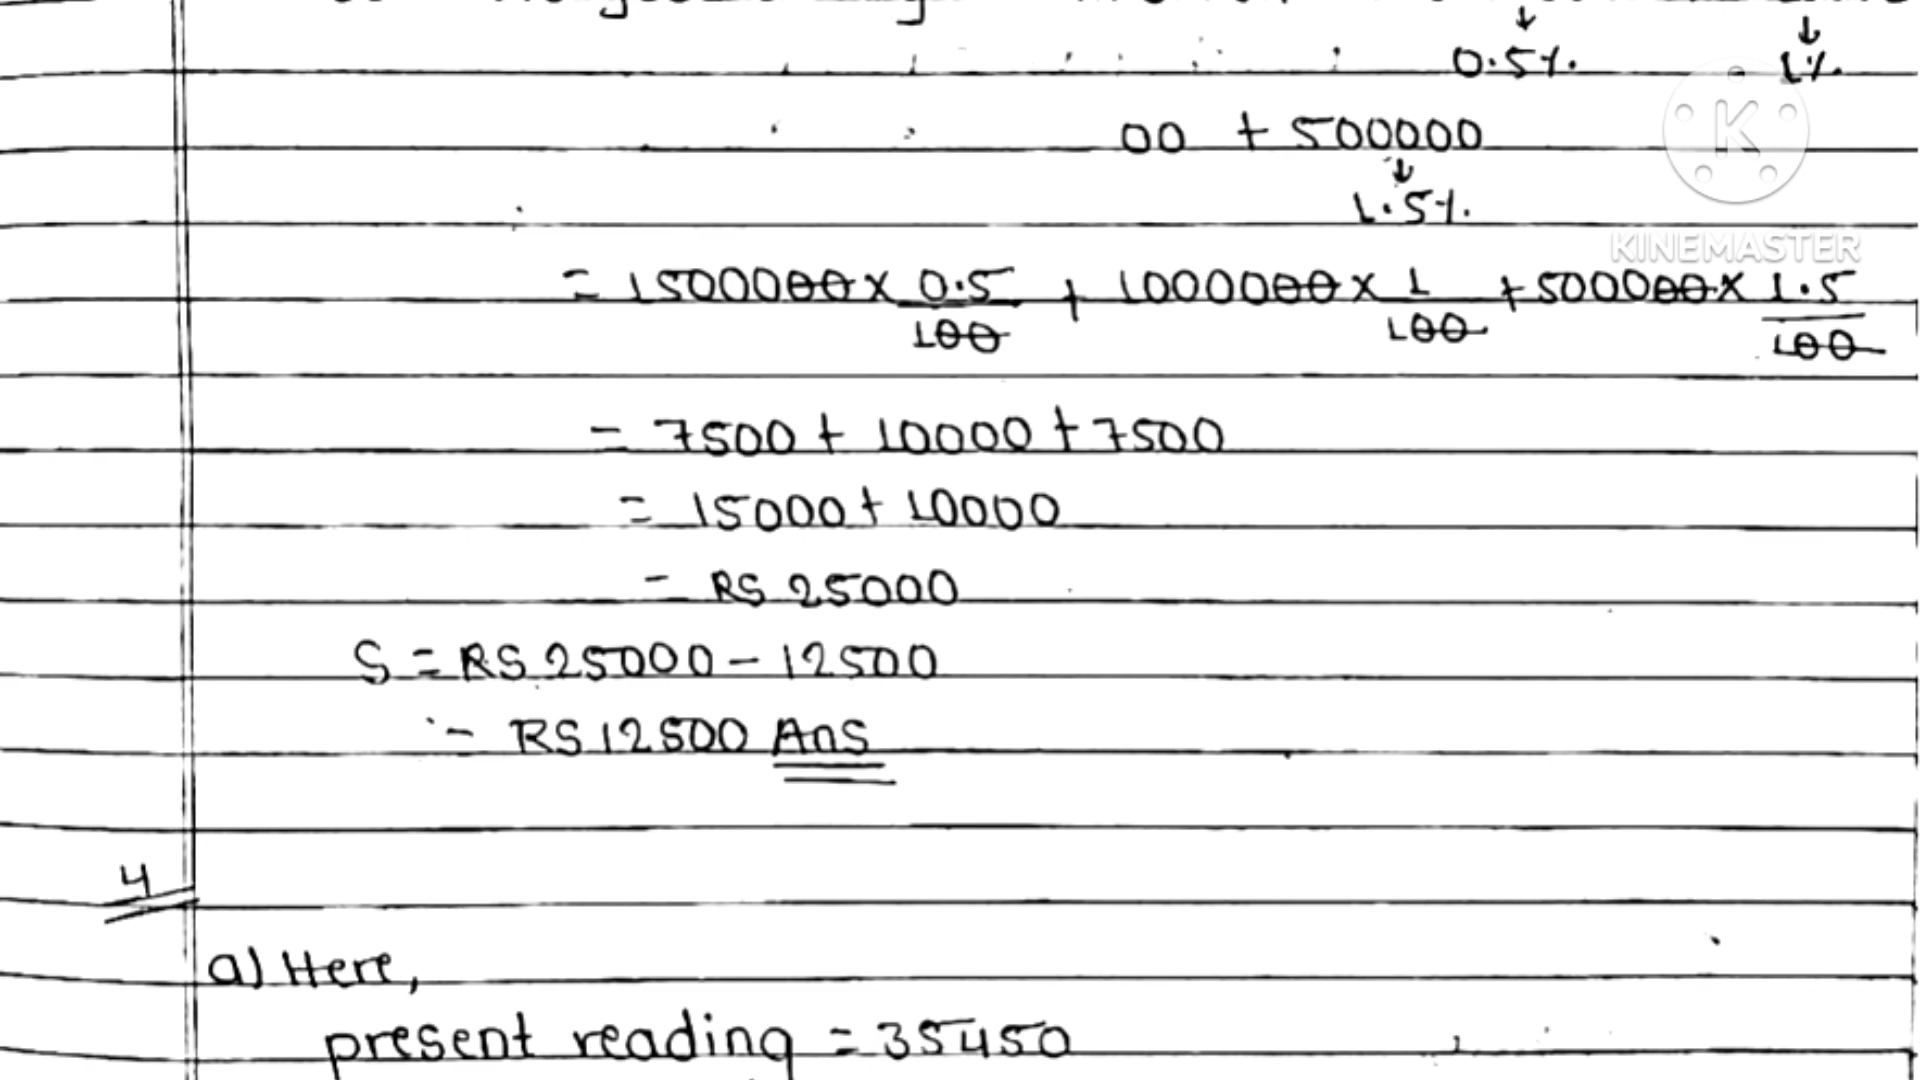 0.5%. 1%.
00 + 500000
1.5%.
KINEMASTER
= 1500000 × 0.5/100 + 1000000 × 1/100 + 500000 × 1.5/100
= 7500 + 10000 + 7500
= 15000 + 10000
= RS 25000
S = RS 25000 - 12500
= RS 12500 Ans
4
a) Here,
present reading = 35450